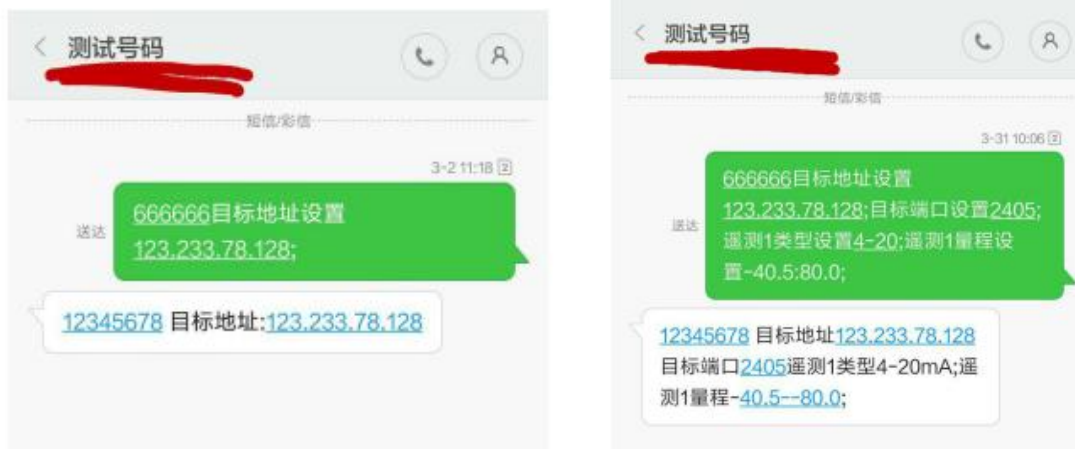 测试号码
短信/彩信
3-2 11:18 2
送达
666666目标地址设置
123.233.78.128;
12345678 目标地址:123.233.78.128
测试号码
短信/彩信
3-31 10:06 2
送达
666666目标地址设置
123.233.78.128;目标端口设置2405;
遥测1类型设置4-20;遥测1量程设
置-40.5:80.0;
12345678 目标地址123.233.78.128
目标端口2405遥测1类型4-20mA;遥
测1量程-40.5--80.0;